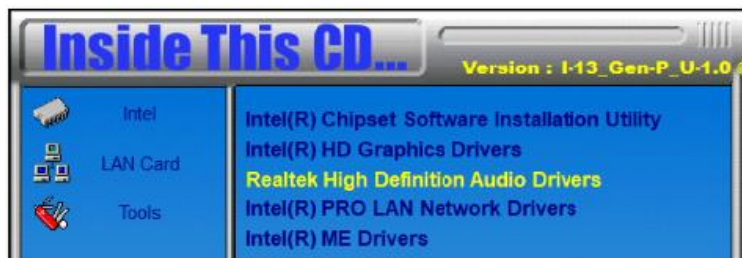 Inside This CD...
Version : I-13_Gen-P_U-1.0
Intel
LAN Card
Tools
Intel(R) Chipset Software Installation Utility
Intel(R) HD Graphics Drivers
Realtek High Definition Audio Drivers
Intel(R) PRO LAN Network Drivers
Intel(R) ME Drivers